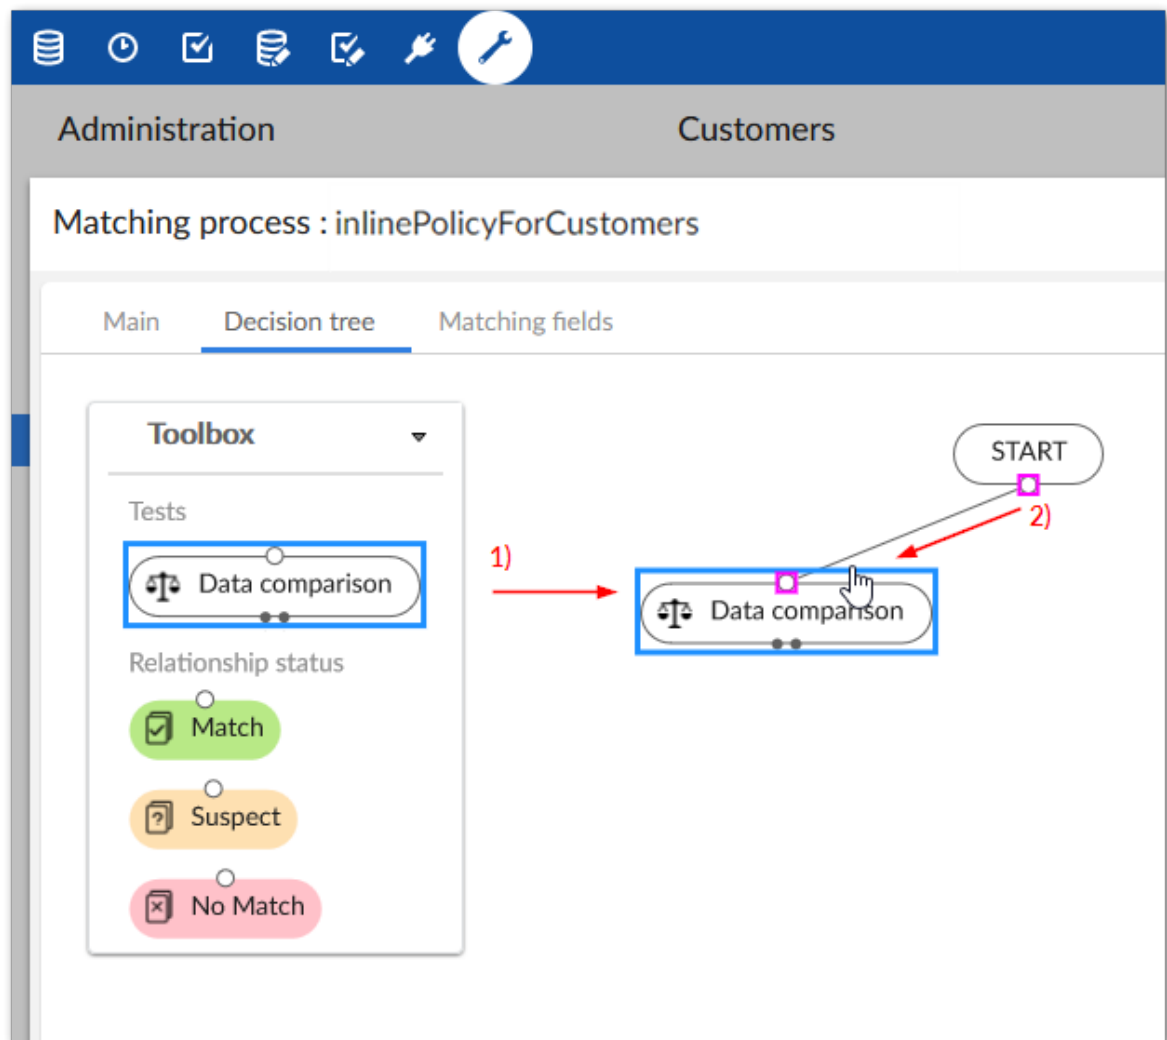 Administration
Customers
Matching process : inlinePolicyForCustomers
Main
Decision tree
Matching fields
Toolbox
START
Tests
2)
1)
Data comparison
Data comparison
Relationship status
Match
Suspect
No Match